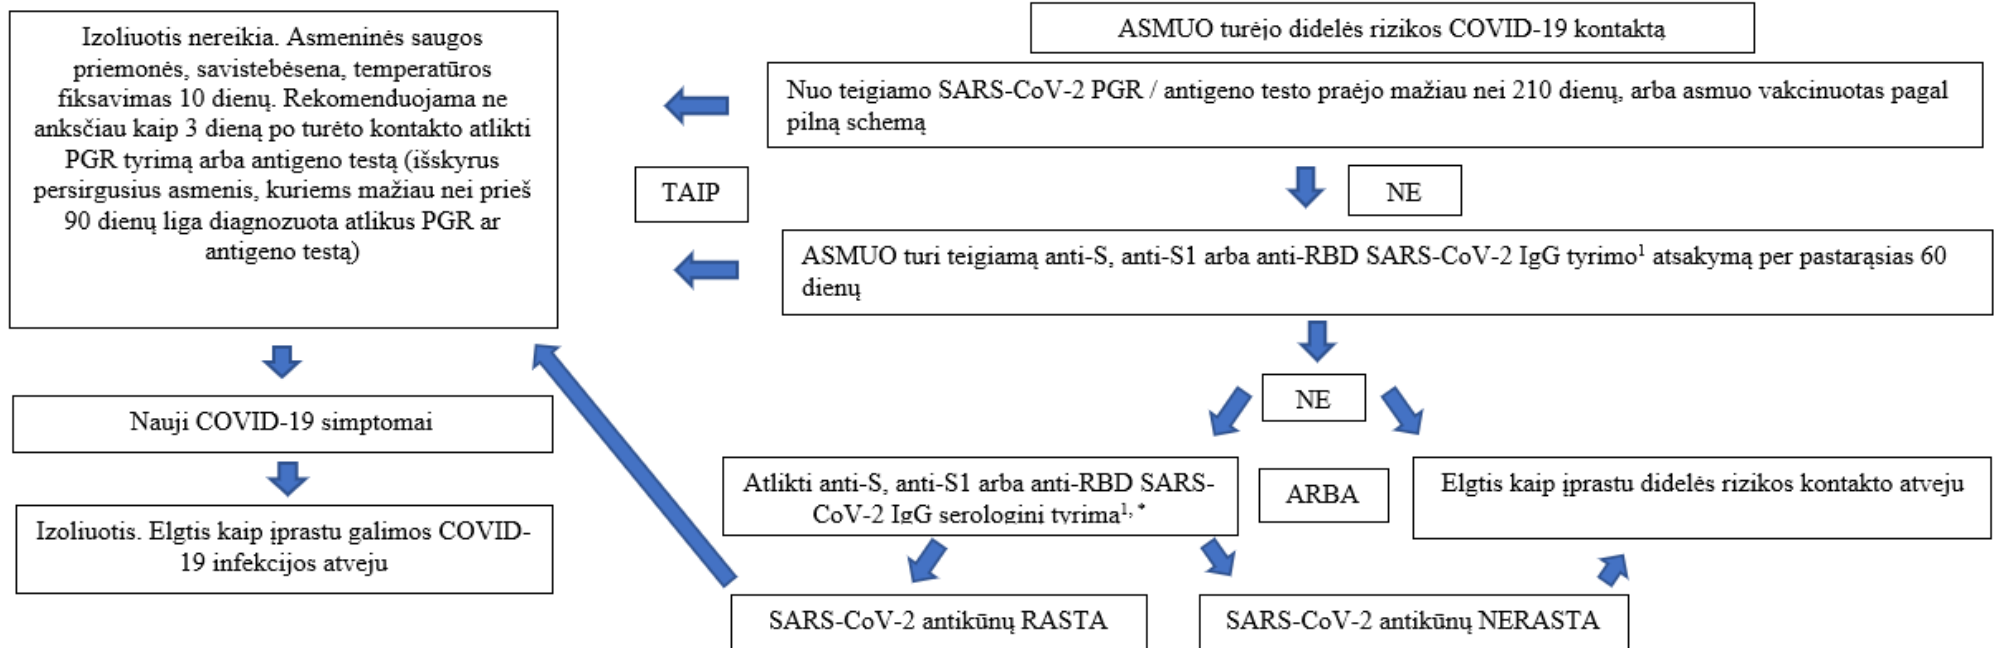 ASMUO turėjo didelės rizikos COVID-19 kontaktą
Nuo teigiamo SARS-CoV-2 PGR / antigeno testo praėjo mažiau nei 210 dienų, arba asmuo vakcinuotas pagal
pilną schemą
Izoliuotis nereikia. Asmeninės saugos
priemonės, savistebėsena, temperatūros
fiksavimas 10 dienų. Rekomenduojama ne
anksčiau kaip 3 dieną po turėto kontakto atlikti
PGR tyrimą arba antigeno testą (išskyrus
persirgusius asmenis, kuriems mažiau nei prieš
90 dienų liga diagnozuota atlikus PGR ar
antigeno testą)
TAIP
NE
ASMUO turi teigiamą anti-S, anti-S1 arba anti-RBD SARS-CoV-2 IgG tyrimo¹ atsakymą per pastarąsias 60
dienų
NE
Nauji COVID-19 simptomai
Izoliuotis. Elgtis kaip įprastu galimos COVID-
19 infekcijos atveju
Atlikti anti-S, anti-S1 arba anti-RBD SARS-
CoV-2 IgG serologinį tyrimą¹, *
ARBA
Elgtis kaip įprastu didelės rizikos kontakto atveju
SARS-CoV-2 antikūnų RASTA
SARS-CoV-2 antikūnų NERASTA